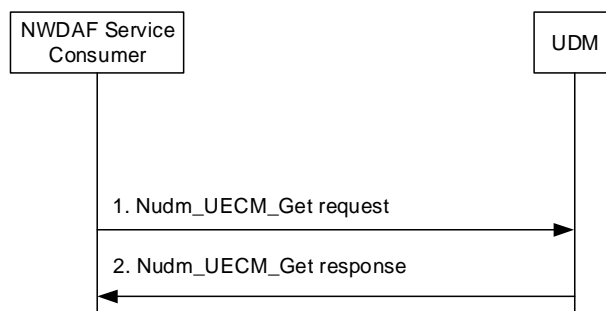 NWDAF Service
Consumer
UDM
1. Nudm_UECM_Get request
2. Nudm_UECM_Get response